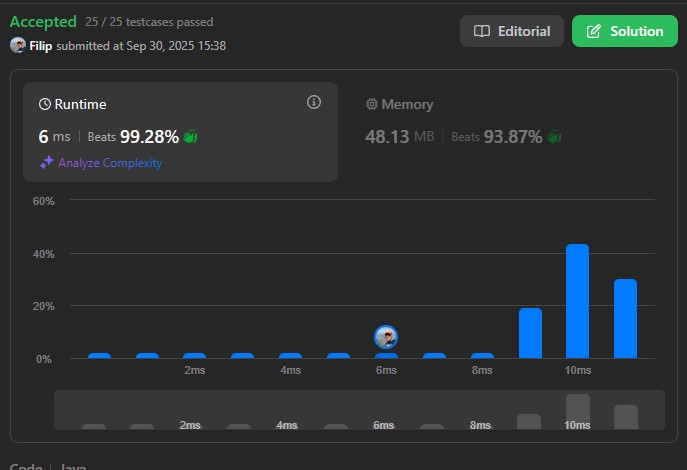 Accepted 25 / 25 testcases passed
Editorial
Solution
Filip submitted at Sep 30, 2025 15:38
Runtime
6 ms | Beats 99.28%
Analyze Complexity
Memory
48.13 MB | Beats 93.87%
60%
40%
20%
0%
2ms 4ms 6ms 8ms 10ms
2ms 4ms 6ms 8ms 10ms
Code | Java